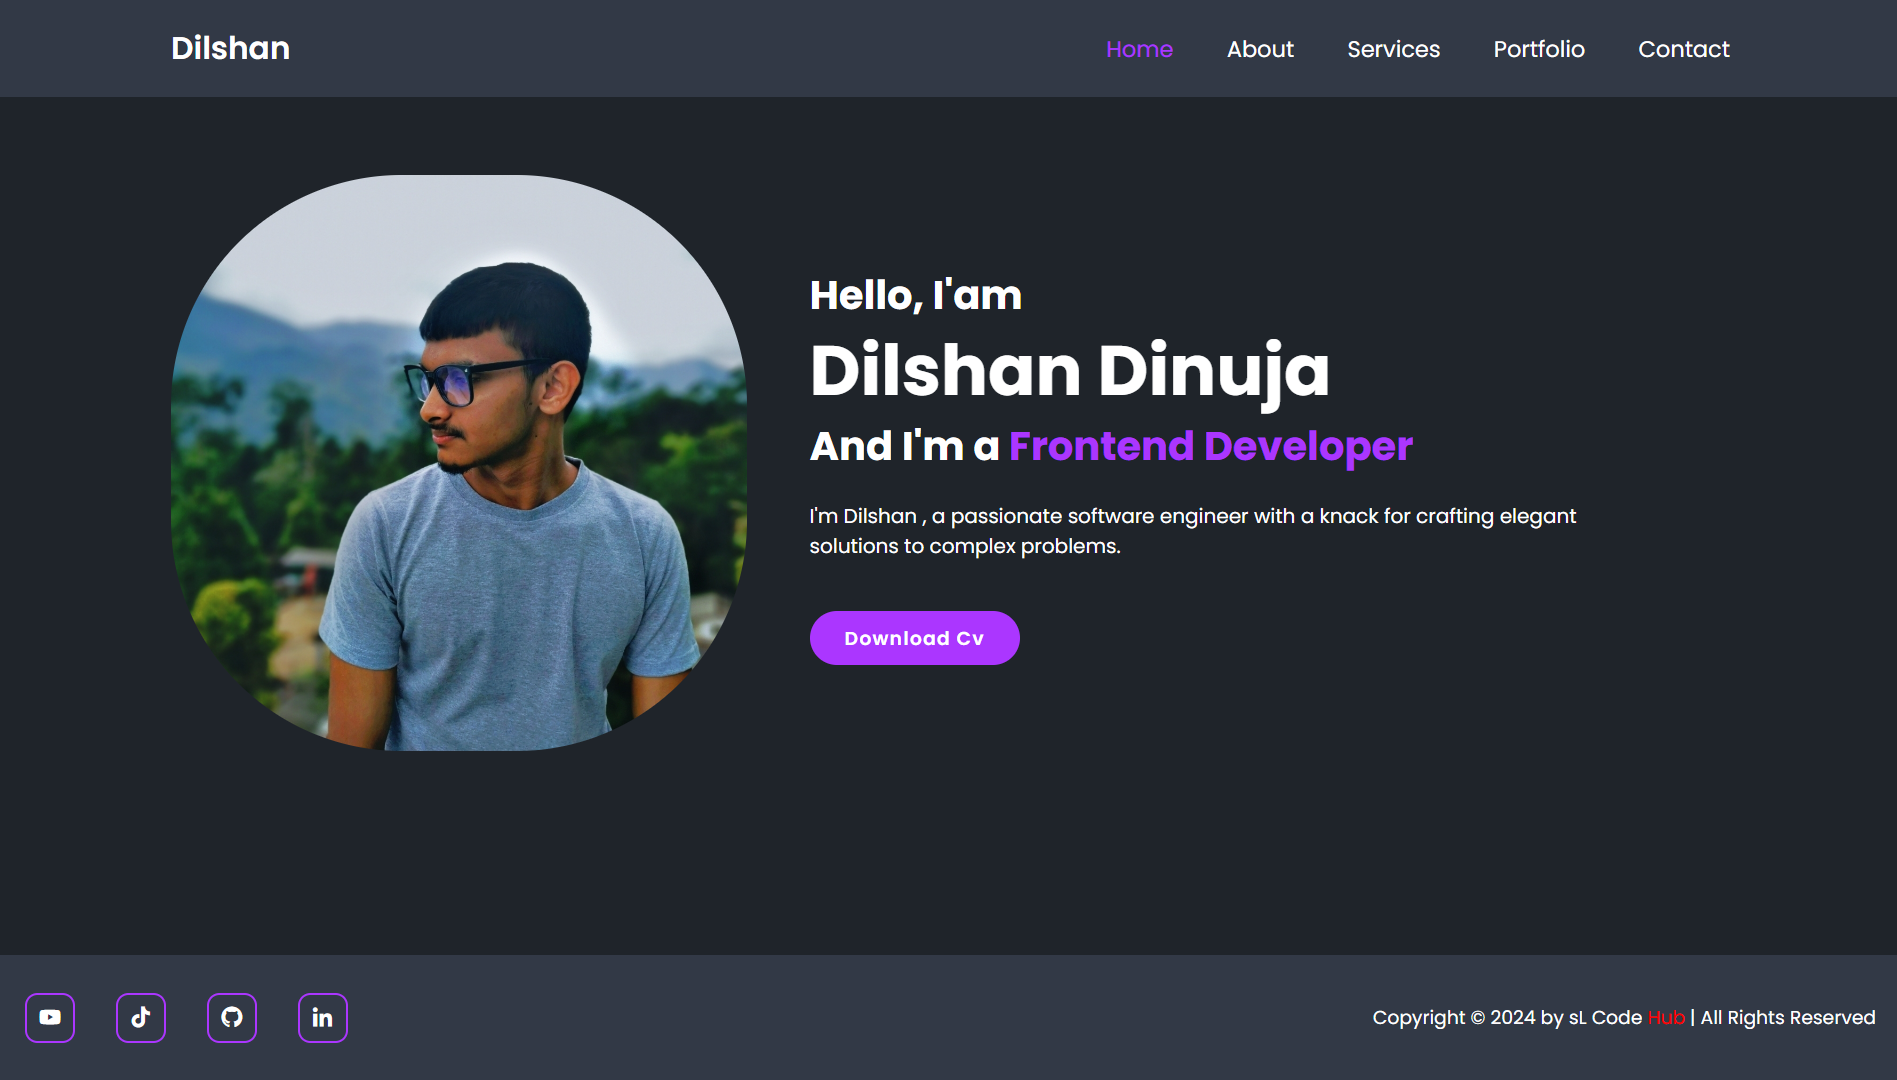 Dilshan
Home About Services Portfolio Contact
Hello, I'am
Dilshan Dinuja
And I'm a Frontend Developer
I'm Dilshan , a passionate software engineer with a knack for crafting elegant
solutions to complex problems.
Download Cv
Copyright © 2024 by sL Code Hub | All Rights Reserved